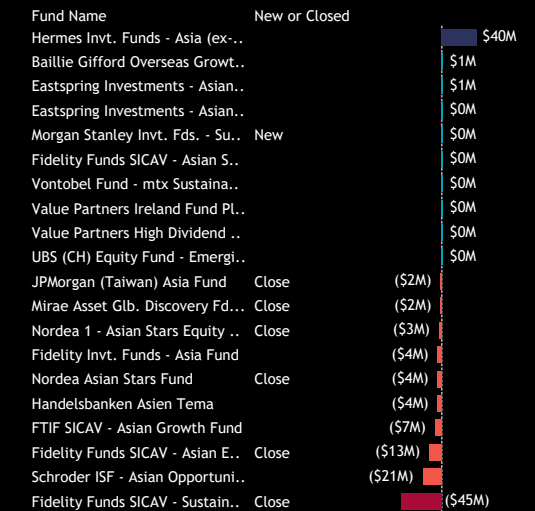 Fund Name New or Closed
Hermes Invt. Funds - Asia (ex-.. $40M
Baillie Gifford Overseas Growt.. $1M
Eastspring Investments - Asian.. $1M
Eastspring Investments - Asian.. $0M
Morgan Stanley Invt. Fds. - Su.. New $0M
Fidelity Funds SICAV - Asian S.. $0M
Vontobel Fund - mtx Sustaina.. $0M
Value Partners Ireland Fund Pl.. $0M
Value Partners High Dividend .. $0M
UBS (CH) Equity Fund - Emergi.. $0M
JPMorgan (Taiwan) Asia Fund Close ($2M)
Mirae Asset Glb. Discovery Fd... Close ($2M)
Nordea 1 - Asian Stars Equity .. Close ($3M)
Fidelity Invt. Funds - Asia Fund ($4M)
Nordea Asian Stars Fund Close ($4M)
Handelsbanken Asien Tema ($4M)
FTIF SICAV - Asian Growth Fund ($7M)
Fidelity Funds SICAV - Asian E.. Close ($13M)
Schroder ISF - Asian Opportuni.. ($21M)
Fidelity Funds SICAV - Sustain.. Close ($45M)